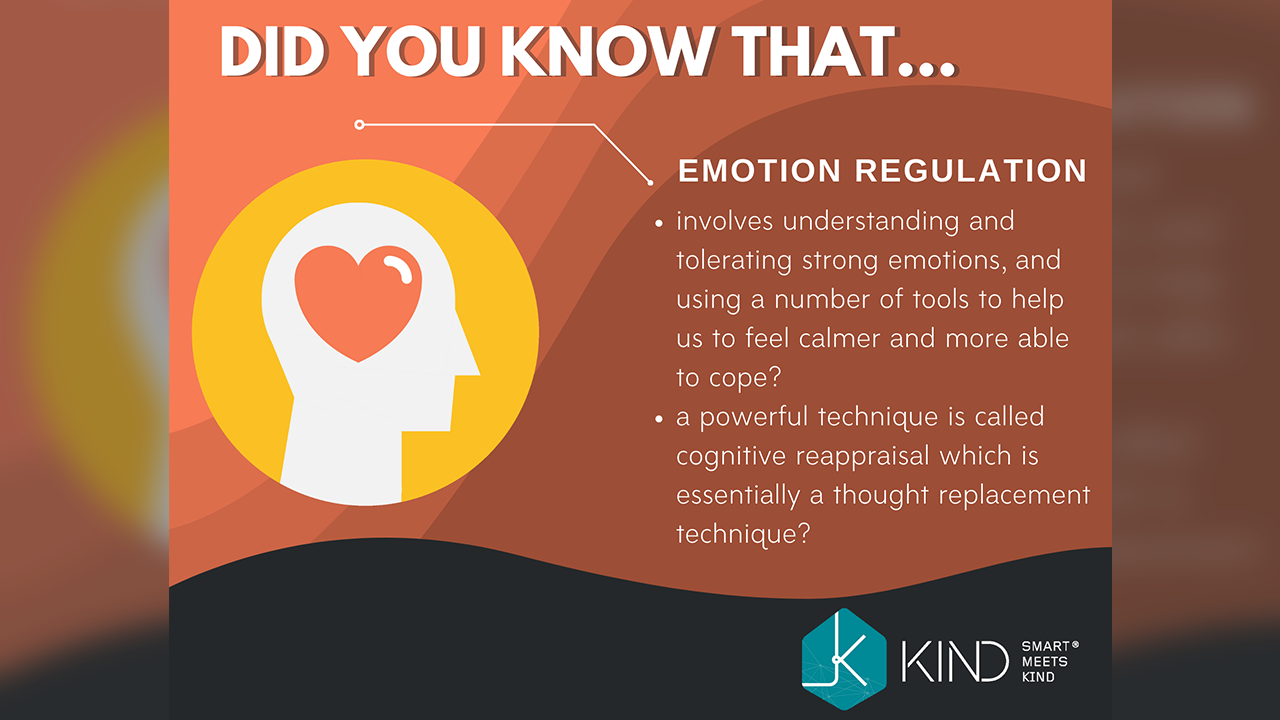 DID YOU KNOW THAT...
EMOTION REGULATION
• involves understanding and
tolerating strong emotions, and
using a number of tools to help
us to feel calmer and more able
to cope?
• a powerful technique is called
cognitive reappraisal which is
essentially a thought replacement
technique?
K KIND
SMART®
MEETS
KIND